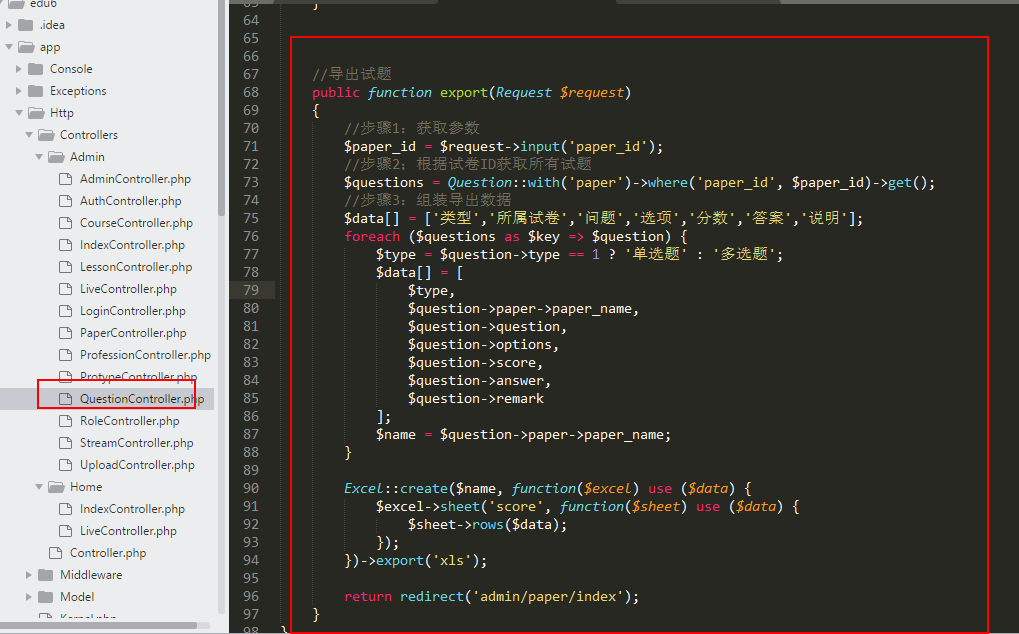 edu6
.idea
app
Console
Exceptions
Http
Controllers
Admin
AdminController.php
AuthController.php
CourseController.php
IndexController.php
LessonController.php
LiveController.php
LoginController.php
PaperController.php
ProfessionController.php
ProtypeController.php
QuestionController.php
RoleController.php
StreamController.php
UploadController.php
Home
IndexController.php
LiveController.php
Controller.php
Middleware
Model
Kernel.php
63 }
64
65
66
67 //导出试题
68 public function export(Request $request)
69 {
70 //步骤1：获取参数
71 $paper_id = $request->input('paper_id');
72 //步骤2：根据试卷ID获取所有试题
73 $questions = Question::with('paper')->where('paper_id', $paper_id)->get();
74 //步骤3：组装导出数据
75 $data[] = ['类型','所属试卷','问题','选项','分数','答案','说明'];
76 foreach ($questions as $key => $question) {
77 $type = $question->type == 1 ? '单选题' : '多选题';
78 $data[] = [
79 $type,
80 $question->paper->paper_name,
81 $question->question,
82 $question->options,
83 $question->score,
84 $question->answer,
85 $question->remark
86 ];
87 $name = $question->paper->paper_name;
88 }
89
90 Excel::create($name, function($excel) use ($data) {
91 $excel->sheet('score', function($sheet) use ($data) {
92 $sheet->rows($data);
93 });
94 })->export('xls');
95
96 return redirect('admin/paper/index');
97 }
98 }